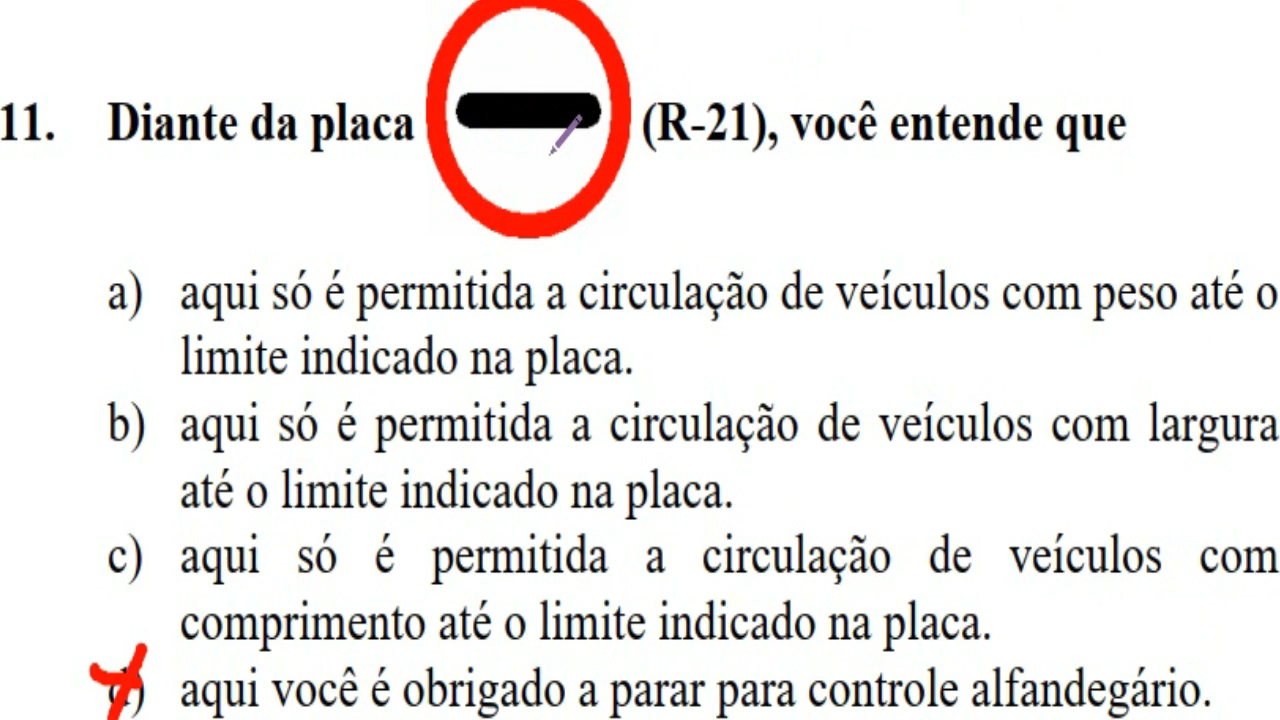 11. Diante da placa (R-21), você entende que
a) aqui só é permitida a circulação de veículos com peso até o
limite indicado na placa.
b) aqui só é permitida a circulação de veículos com largura
até o limite indicado na placa.
c) aqui só é permitida a circulação de veículos com
comprimento até o limite indicado na placa.
d) aqui você é obrigado a parar para controle alfandegário.